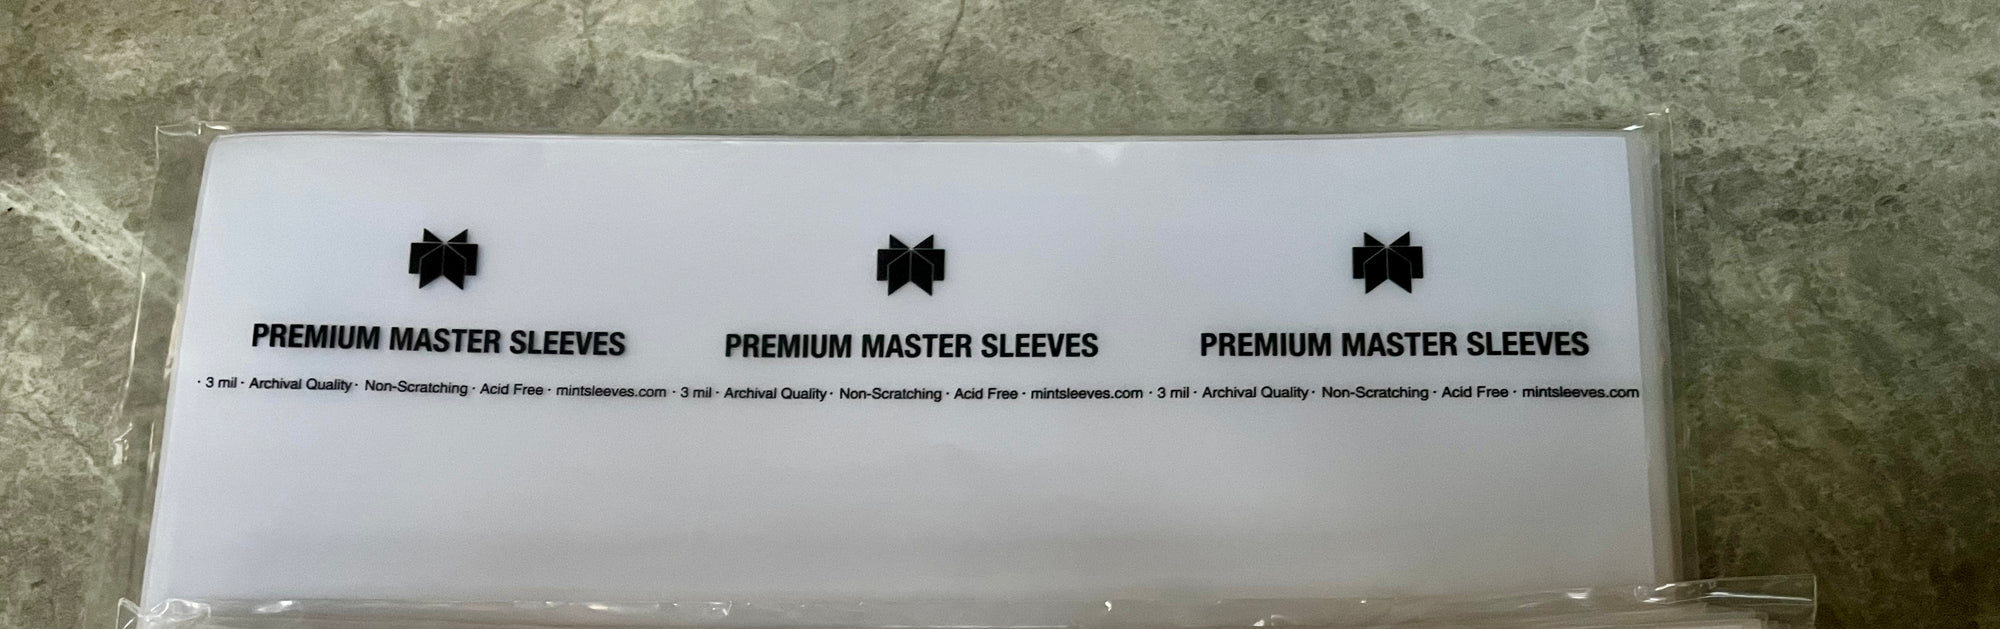 PREMIUM MASTER SLEEVES PREMIUM MASTER SLEEVES PREMIUM MASTER SLEEVES
· 3 mil · Archival Quality · Non-Scratching · Acid Free · mintsleeves.com · 3 mil · Archival Quality · Non-Scratching · Acid Free · mintsleeves.com · 3 mil · Archival Quality · Non-Scratching · Acid Free · mintsleeves.com